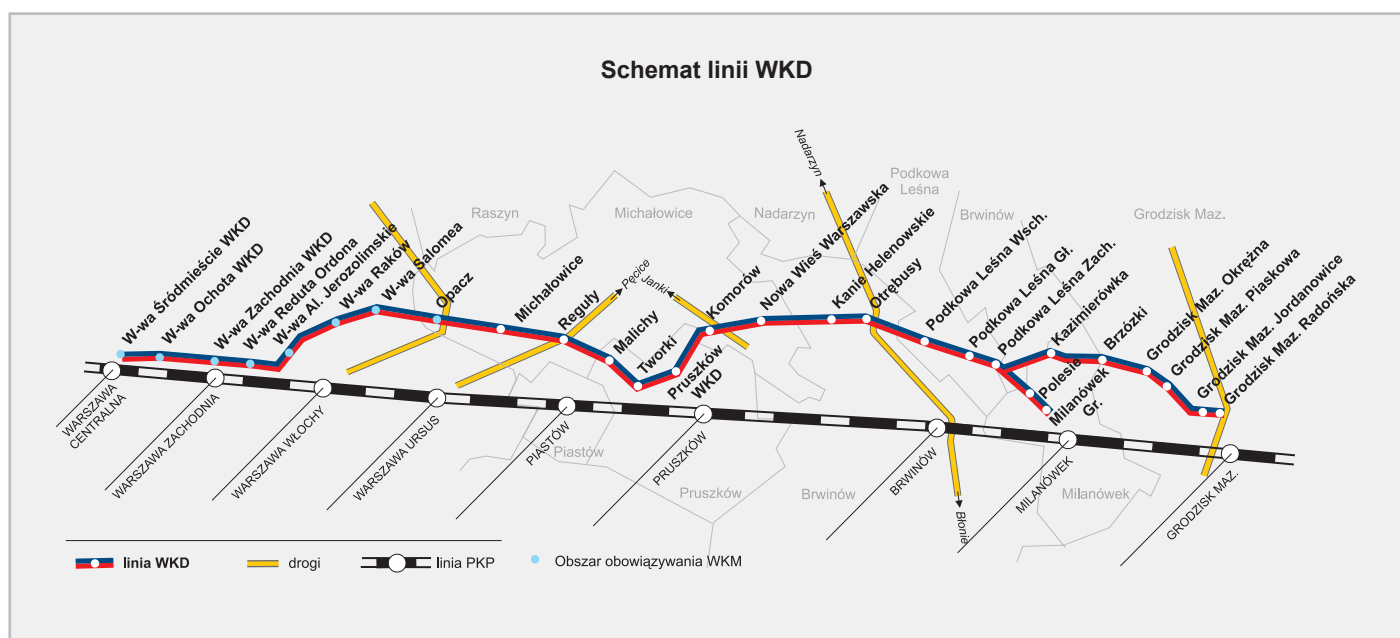 Schemat linii WKD
Nadarzyn
Podkowa
Leśna
Raszyn
Michałowice
Nadarzyn
Brwinów
Grodzisk Maz.
W-wa Śródmieście WKD
W-wa Ochota WKD
W-wa Zachodnia WKD
W-wa Reduta Ordona
W-wa Al. Jerozolimskie
W-wa Raków
W-wa Salomea
Opacz
Michałowice
Reguły
Pęcice
Janki
Malichy
Tworki
Pruszków
WKD
Komorów
Nowa Wieś Warszawska
Kanie Helenowskie
Otrębusy
Podkowa Leśna Wsch.
Podkowa Leśna Gł.
Podkowa Leśna Zach.
Kazimierówka
Brzózki
Grodzisk Maz. Okrężna
Grodzisk Maz. Piaskowa
Grodzisk Maz. Jordanowice
Grodzisk Maz. Radońska
Polesie
Milanówek
Gr.
WARSZAWA
CENTRALNA
WARSZAWA ZACHODNIA
WARSZAWA WŁOCHY
WARSZAWA URSUS
PIASTÓW
PRUSZKÓW
BRWINÓW
MILANÓWEK
GRODZISK MAZ.
Piastów
Pruszków
Brwinów
Milanówek
Błonie
linia WKD
drogi
linia PKP
Obszar obowiązywania WKM